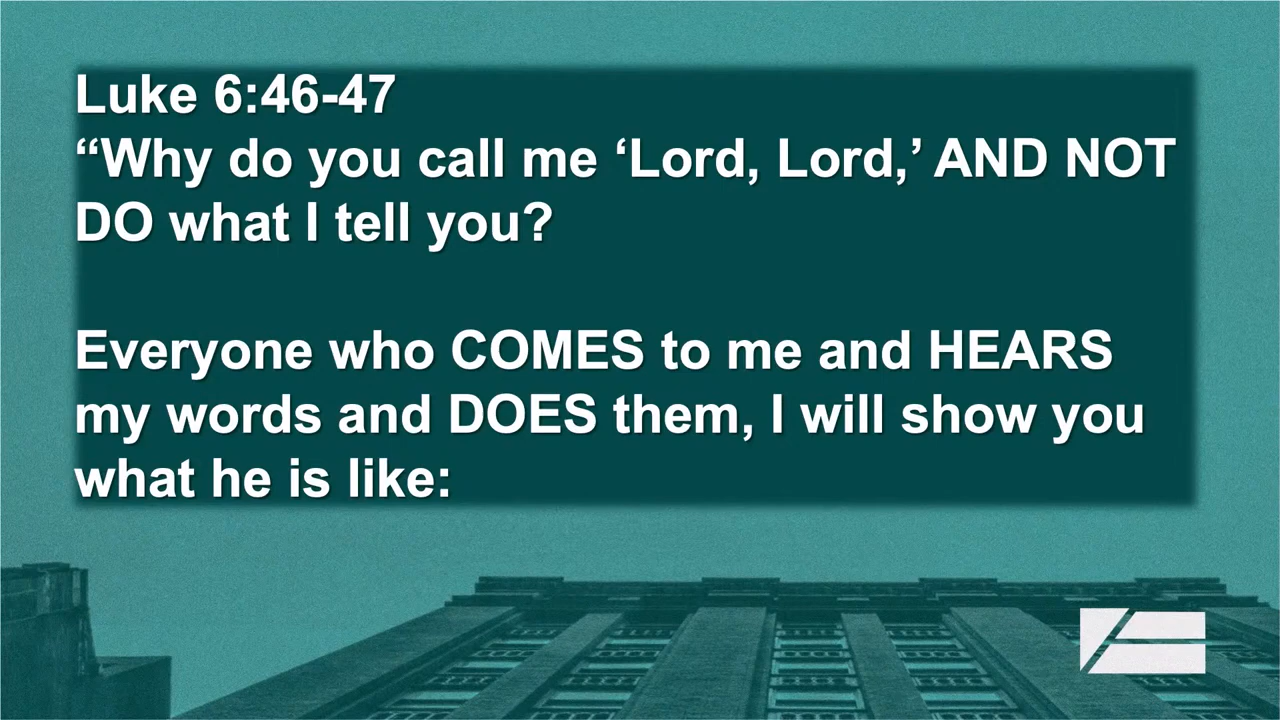 Luke 6:46-47
“Why do you call me ‘Lord, Lord,’ AND NOT
DO what I tell you?
Everyone who COMES to me and HEARS
my words and DOES them, I will show you
what he is like: